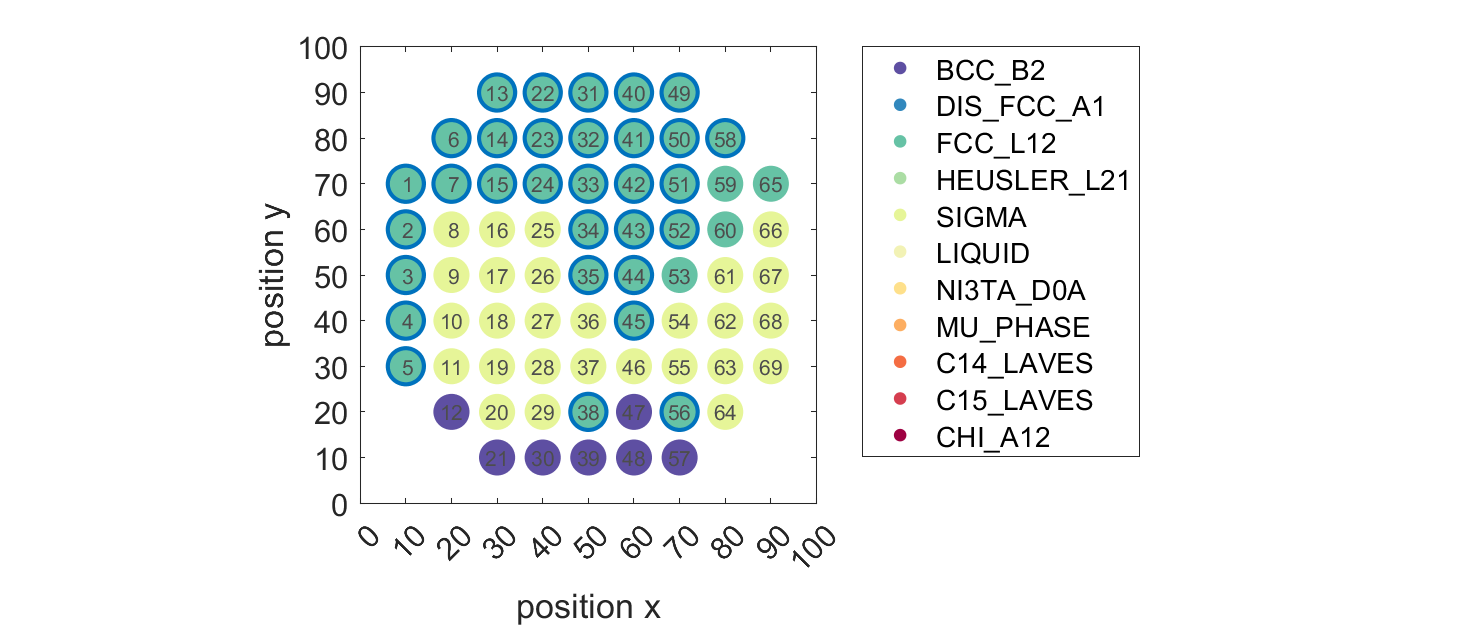 100
90 13 22 31 40 49
80 6 14 23 32 41 50 58
70 1 7 15 24 33 42 51 59 65
60 2 8 16 25 34 43 52 60 66
50 3 9 17 26 35 44 53 61 67
40 4 10 18 27 36 45 54 62 68
30 5 11 19 28 37 46 55 63 69
20 12 20 29 38 47 56 64
10 21 30 39 48 57
0
0 10 20 30 40 50 60 70 80 90 100
position x
position y
BCC_B2
DIS_FCC_A1
FCC_L12
HEUSLER_L21
SIGMA
LIQUID
NI3TA_D0A
MU_PHASE
C14_LAVES
C15_LAVES
CHI_A12